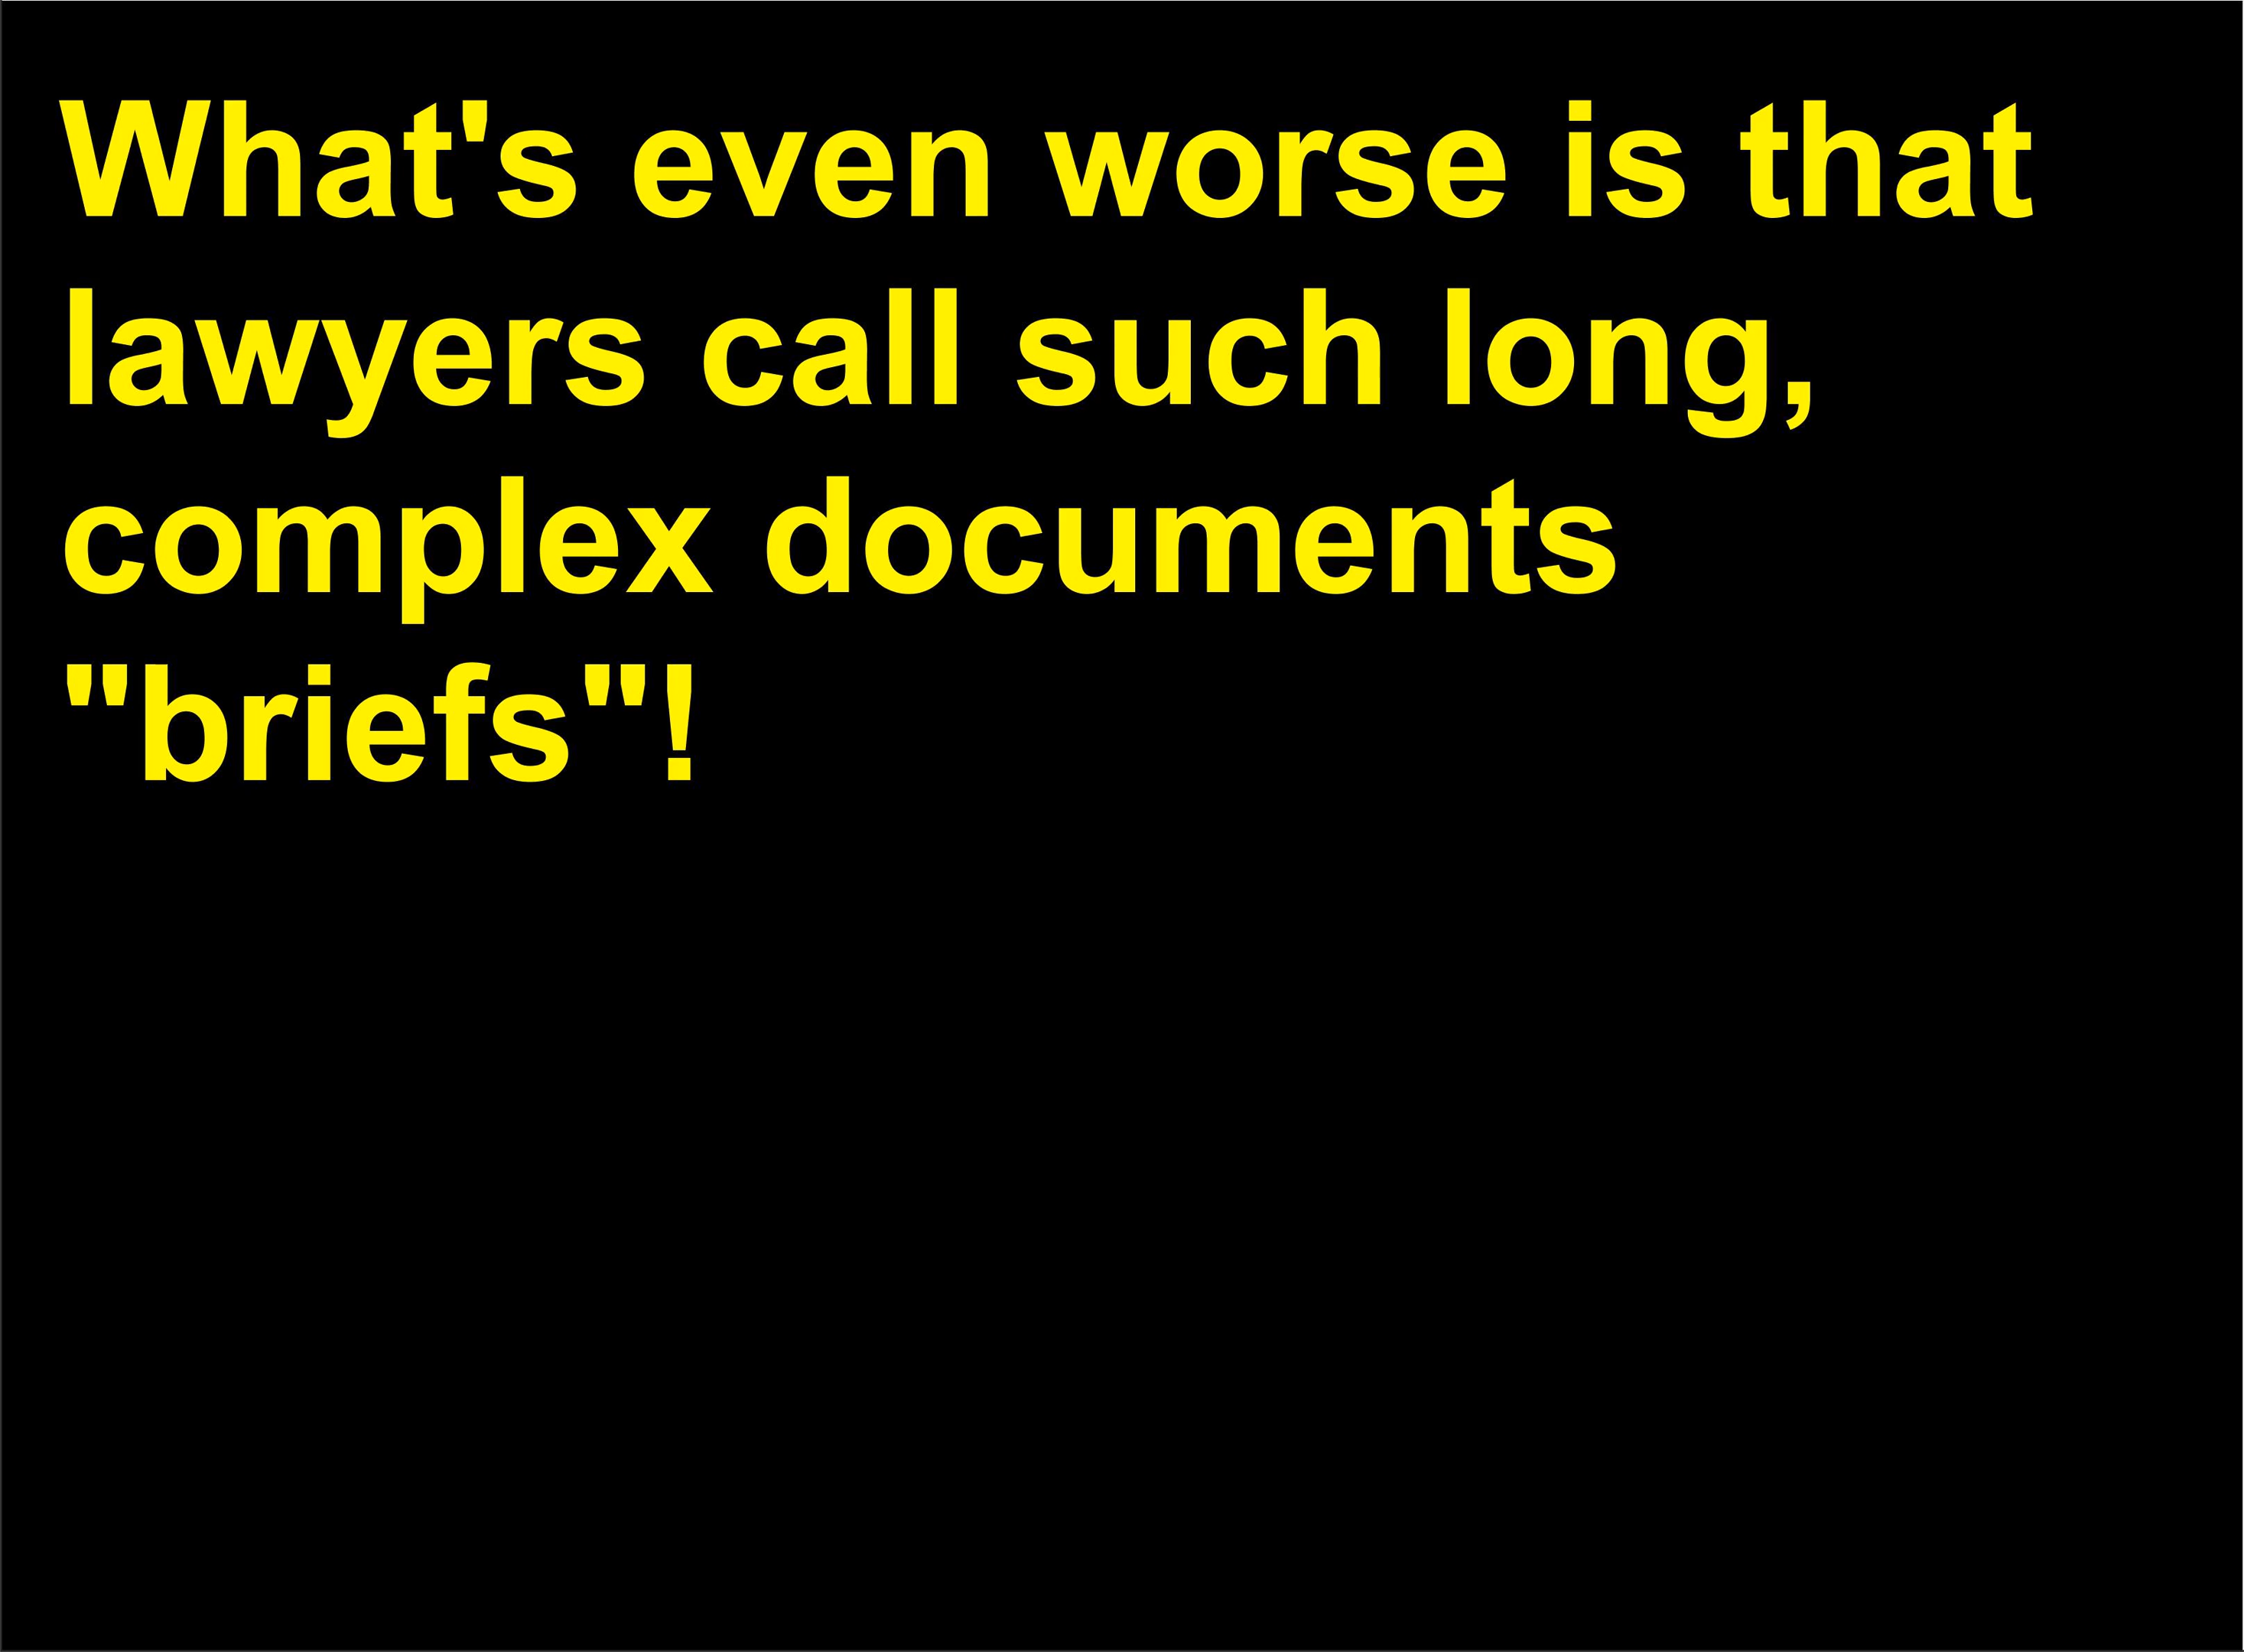 What's even worse is that
lawyers call such long,
complex documents
"briefs"!